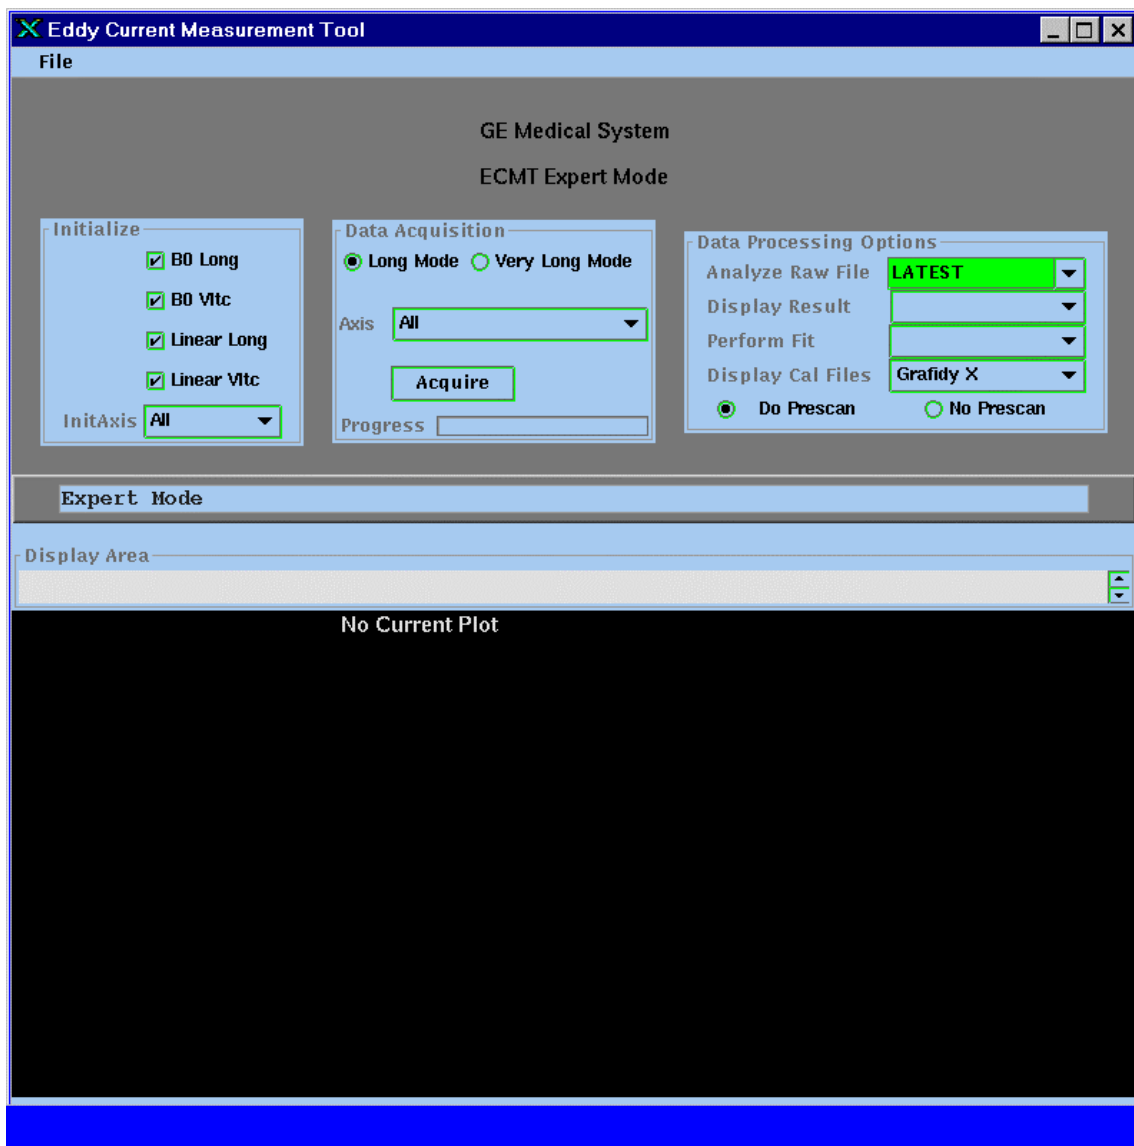 Eddy Current Measurement Tool
File
GE Medical System
ECMT Expert Mode
Initialize
B0 Long
B0 Vltc
Linear Long
Linear Vltc
InitAxis All
Data Acquisition
Long Mode Very Long Mode
Axis All
Acquire
Progress
Data Processing Options
Analyze Raw File LATEST
Display Result
Perform Fit
Display Cal Files Grafidy X
Do Prescan No Prescan
Expert Mode
Display Area
No Current Plot